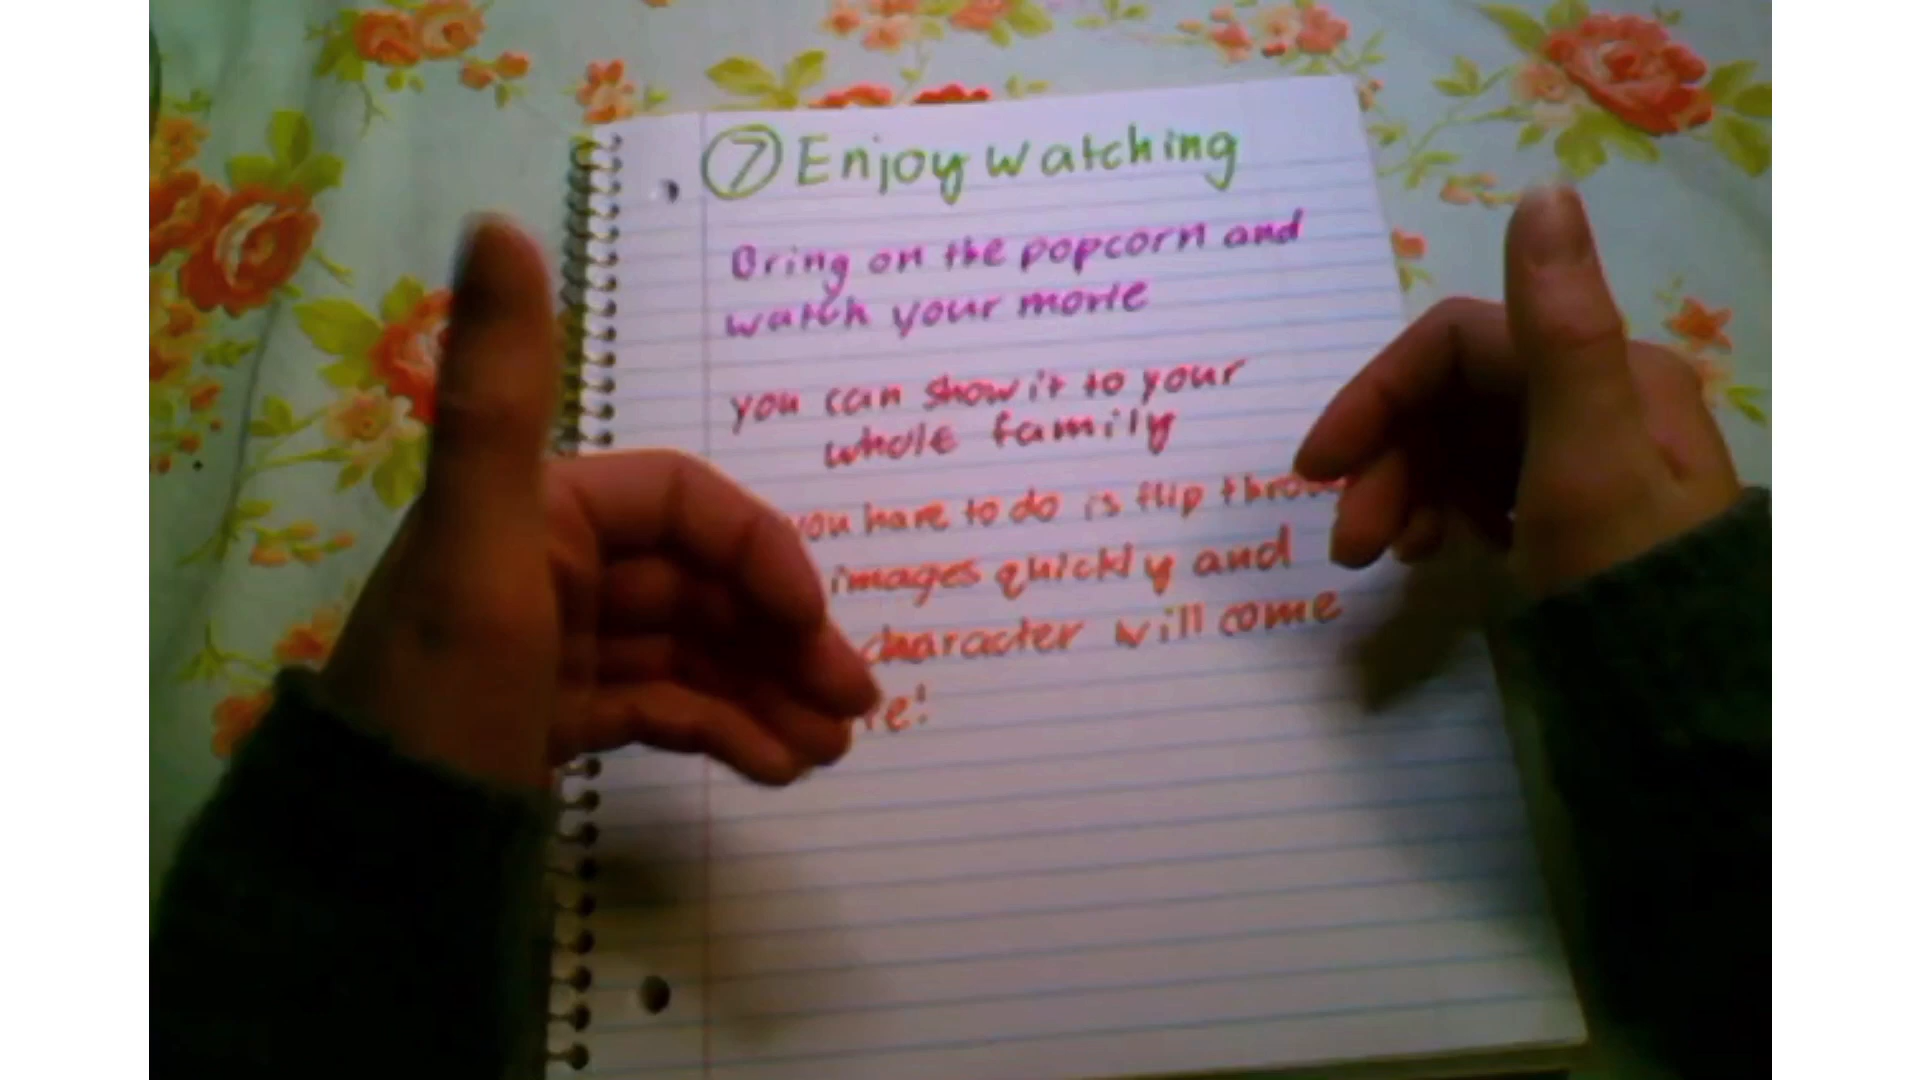 ⑦ Enjoy watching
Bring on the popcorn and
watch your movie
you can show it to your
whole family
you have to do is flip
images quickly and
character will come